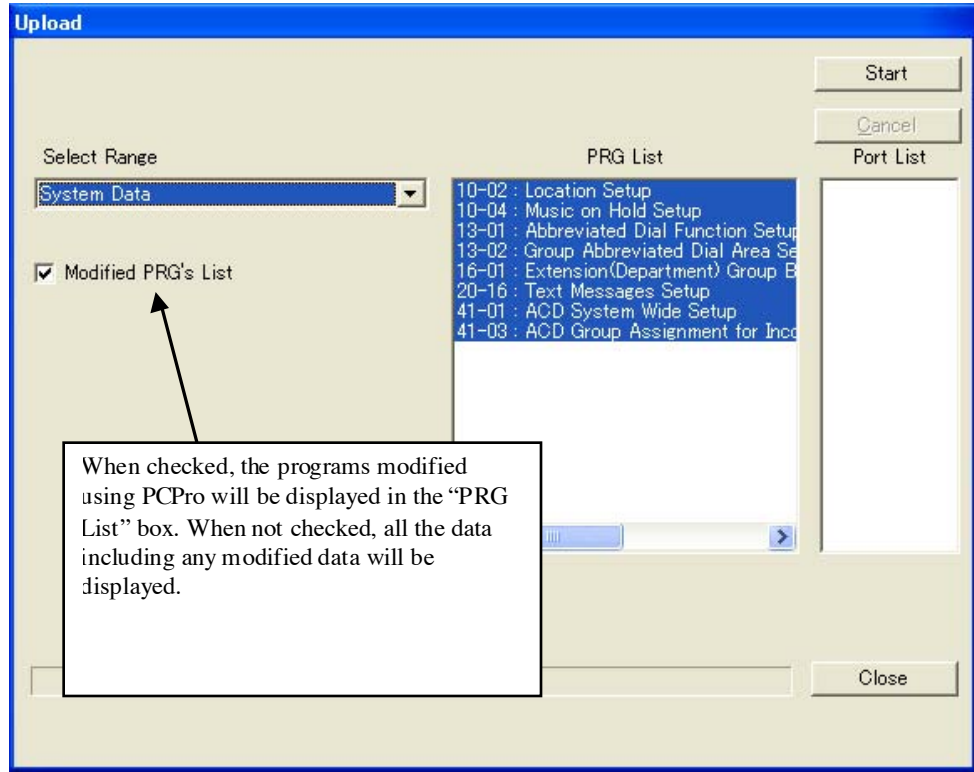 Upload
Start
Cancel
Select Range
PRG List
Port List
System Data
Modified PRG's List
10-02 : Location Setup
10-04 : Music on Hold Setup
13-01 : Abbreviated Dial Function Setup
13-02 : Group Abbreviated Dial Area Se
16-01 : Extension(Department) Group B
20-16 : Text Messages Setup
41-01 : ACD System Wide Setup
41-03 : ACD Group Assignment for Inco
When checked, the programs modified
using PCPro will be displayed in the “PRG
List” box. When not checked, all the data
including any modified data will be
displayed.
Close